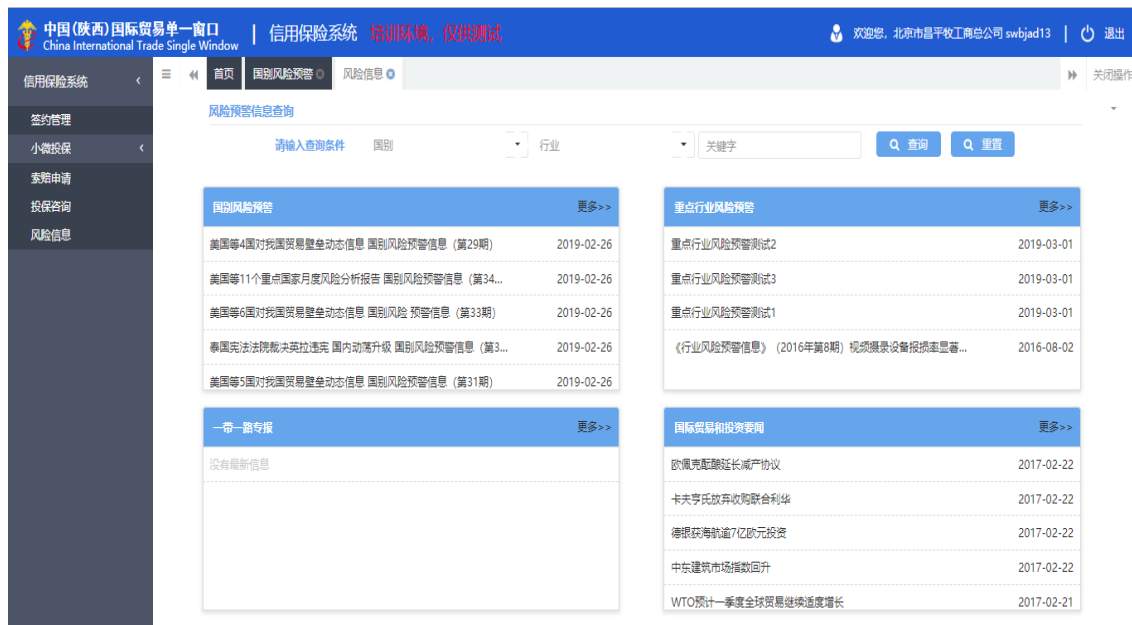 中国(陕西)国际贸易单一窗口 | 信用保险系统 培训环境，仅供测试 欢迎您，北京市昌平牧工商总公司 swbjad13 | 退出
China International Trade Single Window
信用保险系统 首页 国别风险预警 风险信息 关闭操作
签约管理
小微投保
索赔申请
投保咨询
风险信息
风险预警信息查询
请输入查询条件 国别 行业 关键字 查询 重置
国别风险预警 更多>>
美国等4国对我国贸易壁垒动态信息 国别风险预警信息（第29期） 2019-02-26
美国等11个重点国家月度风险分析报告 国别风险预警信息（第34... 2019-02-26
美国等6国对我国贸易壁垒动态信息 国别风险 预警信息（第33期） 2019-02-26
泰国宪法法院裁决英拉违宪 国内动荡升级 国别风险预警信息（第3... 2019-02-26
美国等5国对我国贸易壁垒动态信息 国别风险预警信息（第31期） 2019-02-26
重点行业风险预警 更多>>
重点行业风险预警测试2 2019-03-01
重点行业风险预警测试3 2019-03-01
重点行业风险预警测试1 2019-03-01
《行业风险预警信息》（2016年第8期）视频摄录设备报损率显著... 2016-08-02
一带一路专报 更多>>
没有最新信息
国际贸易和投资要闻 更多>>
欧佩克酝酿延长减产协议 2017-02-22
卡夫亨氏放弃收购联合利华 2017-02-22
德银获海航逾7亿欧元投资 2017-02-22
中东建筑市场指数回升 2017-02-22
WTO预计一季度全球贸易继续适度增长 2017-02-21